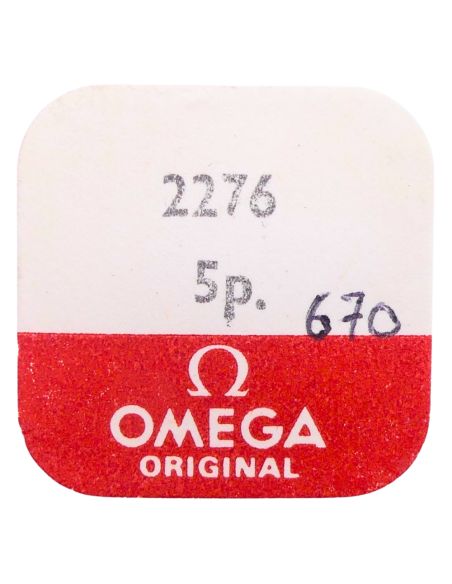 2276
5p.
670
Ω
OMEGA
ORIGINAL